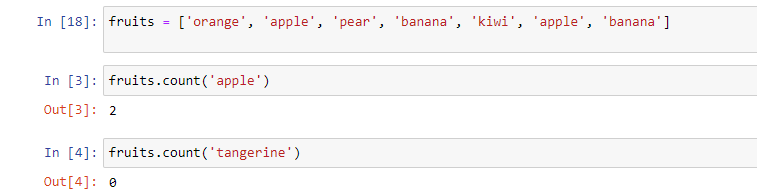 In [18]: fruits = ['orange', 'apple', 'pear', 'banana', 'kiwi', 'apple', 'banana']
In [3]: fruits.count('apple')
Out[3]: 2
In [4]: fruits.count('tangerine')
Out[4]: 0